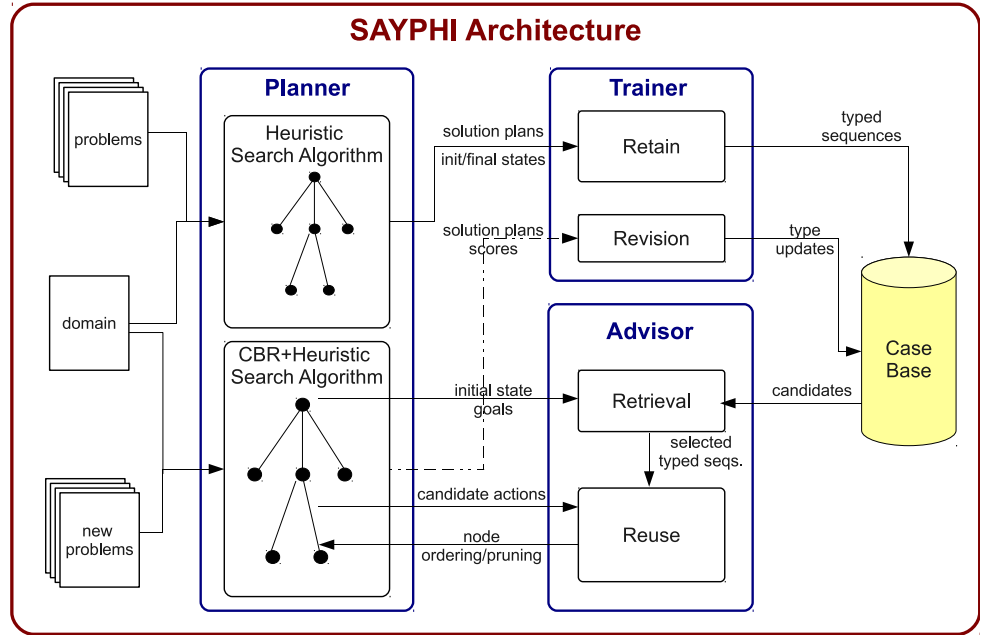 SAYPHI Architecture
Planner
Trainer
Advisor
problems
domain
new
problems
Heuristic
Search Algorithm
CBR+Heuristic
Search Algorithm
solution plans
init/final states
solution plans
scores
initial state
goals
candidate actions
node
ordering/pruning
Retain
Revision
Retrieval
selected
typed seqs.
Reuse
typed
sequences
type
updates
candidates
Case
Base